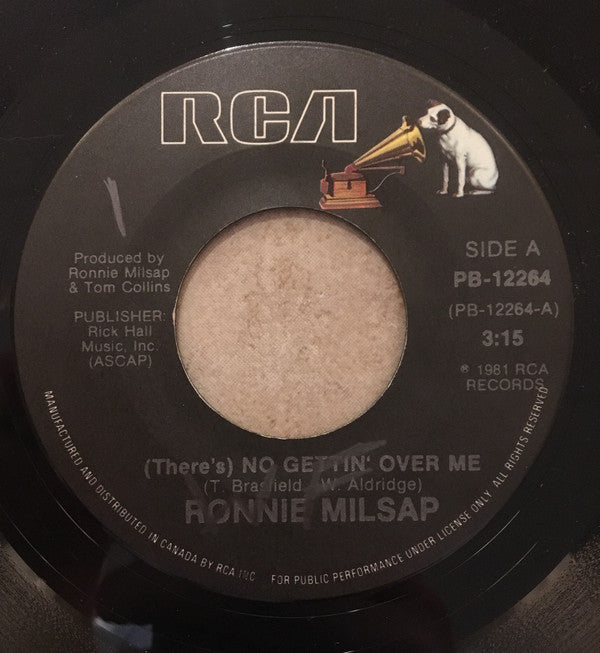 RCA
Produced by
Ronnie Milsap
& Tom Collins
PUBLISHER:
Rick Hall
Music, Inc.
(ASCAP)
SIDE A
PB-12264
(PB-12264-A)
3:15
℗ 1981 RCA
RECORDS
(There's) NO GETTIN' OVER ME
(T. Brasfield - W. Aldridge)
RONNIE MILSAP
MANUFACTURED AND DISTRIBUTED IN CANADA BY RCA INC FOR PUBLIC PERFORMANCE UNDER LICENSE ONLY. ALL RIGHTS RESERVED